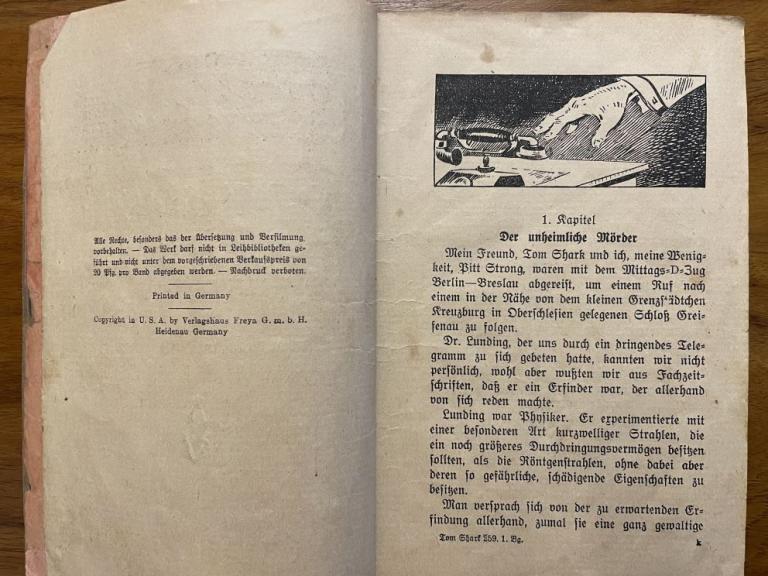 Alle Rechte, besonders das der Übersetzung und Verfilmung,
vorbehalten. — Das Werk darf nicht in Leihbibliotheken ge-
führt und nicht unter dem vorgeschriebenen Verkaufspreis von
20 Pfg. pro Band abgegeben werden. — Nachdruck verboten.
Printed in Germany
Copyright in U. S. A. by Verlagshaus Freya G. m. b. H.
Heidenau Germany
1. Kapitel
Der unheimliche Mörder
Mein Freund, Tom Shark und ich, meine Wenig-
keit, Pitt Strong, waren mit dem Mittags-D-Zug
Berlin—Breslau abgereist, um einem Ruf nach
einem in der Nähe von dem kleinen Grenzstädtchen
Kreuzburg in Oberschlesien gelegenen Schloß Grei-
senau zu folgen.
Dr. Lunding, der uns durch ein dringendes Tele-
gramm zu sich gebeten hatte, kannten wir nicht
persönlich, wohl aber wußten wir aus Fachzeit-
schriften, daß er ein Erfinder war, der allerhand
von sich reden machte.
Lunding war Physiker. Er experimentierte mit
einer besonderen Art kurzwelliger Strahlen, die
ein noch größeres Durchdringungsvermögen besitzen
sollten, als die Röntgenstrahlen, ohne dabei aber
deren so gefährliche, schädigende Eigenschaften zu
besitzen.
Man versprach sich von der zu erwartenden Er-
findung allerhand, zumal sie eine ganz gewaltige
Tom Shark 259. 1. Bg.